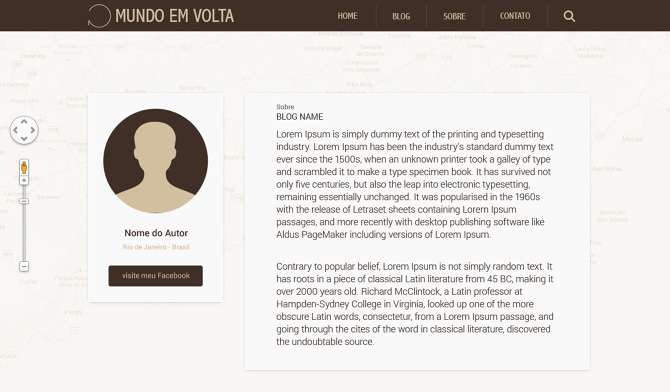 MUNDO EM VOLTA
HOME
BLOG
SOBRE
CONTATO
Nome do Autor
Rio de Janeiro - Brasil
visite meu Facebook
Sobre
BLOG NAME
Lorem Ipsum is simply dummy text of the printing and typesetting
industry. Lorem Ipsum has been the industry's standard dummy text
ever since the 1500s, when an unknown printer took a galley of type
and scrambled it to make a type specimen book. It has survived not
only five centuries, but also the leap into electronic typesetting,
remaining essentially unchanged. It was popularised in the 1960s
with the release of Letraset sheets containing Lorem Ipsum
passages, and more recently with desktop publishing software like
Aldus PageMaker including versions of Lorem Ipsum.
Contrary to popular belief, Lorem Ipsum is not simply random text. It
has roots in a piece of classical Latin literature from 45 BC, making it
over 2000 years old. Richard McClintock, a Latin professor at
Hampden-Sydney College in Virginia, looked up one of the more
obscure Latin words, consectetur, from a Lorem Ipsum passage, and
going through the cites of the word in classical literature, discovered
the undoubtable source.